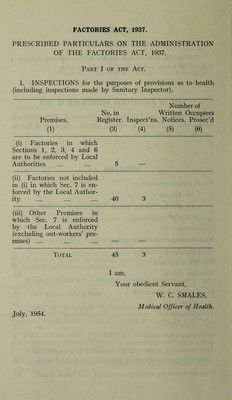 FACTORIES ACT, 1937.
PRESCRIBED PARTICULARS ON THE ADMINISTRATION
OF THE FACTORIES ACT, 1937.
PART I OF THE ACT.
1. INSPECTIONS for the purposes of provisions as to health
(including inspections made by Sanitary Inspector).
Number of
No. in Written Occupiers
Premises. Register. Inspect'ns. Notices. Prosec'd
(1) (3) (4) (5) (6)
(i) Factories in which
Sections 1, 2, 3, 4 and 6
are to be enforced by Local
Authorities ... ... 5 —
(ii) Factories not included
in (i) in which Sec. 7 is en-
forced by the Local Author-
ity ... ... ... 40 3
(iii) Other Premises in
which Sec. 7 is enforced
by the Local Authority
(excluding out-workers' pre-
mises) ... ... ... — — — —
TOTAL 45 3
I am,
Your obedient Servant,
W. C. SMALES,
Medical Officer of Health.
July, 1954.